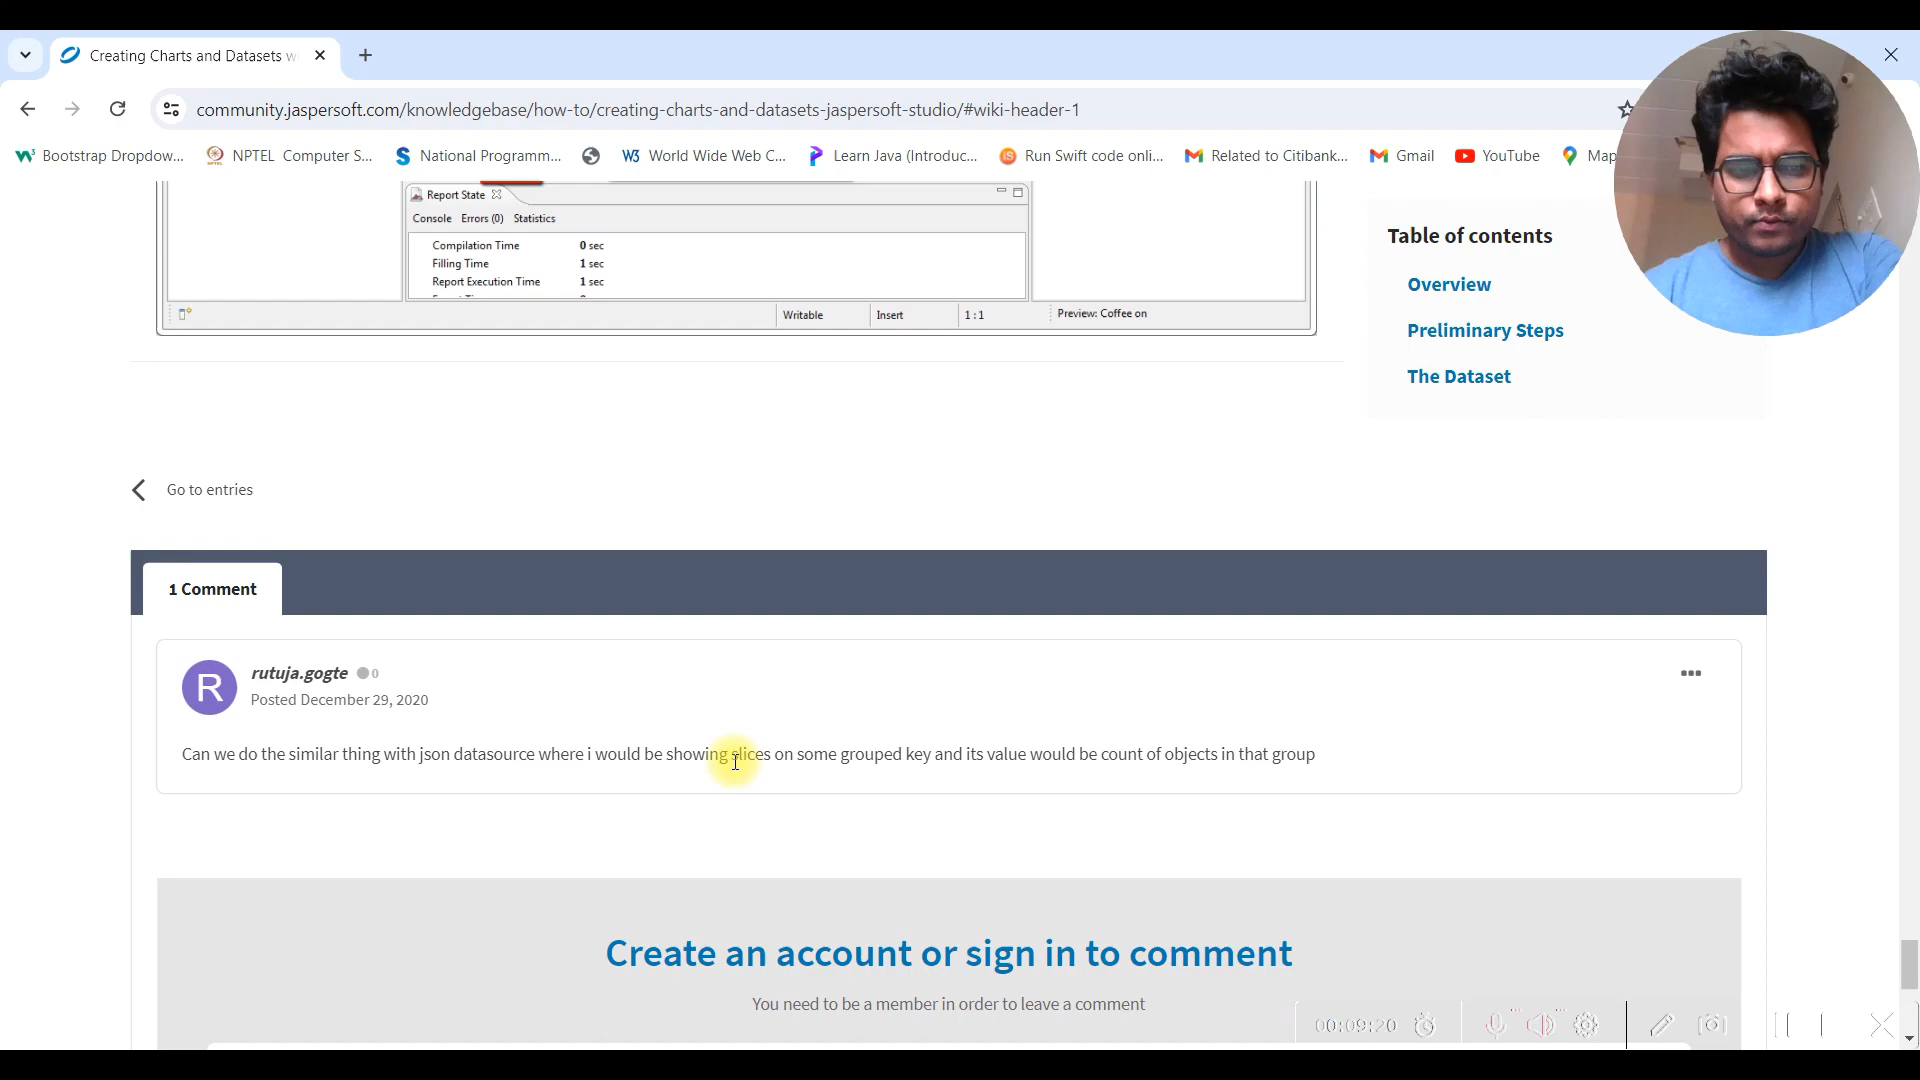 Creating Charts and Datasets w
community.jaspersoft.com/knowledgebase/how-to/creating-charts-and-datasets-jaspersoft-studio/#wiki-header-1
Bootstrap Dropdow...
NPTEL Computer S...
National Programm...
World Wide Web C...
Learn Java (Introduc...
Run Swift code onli...
Related to Citibank...
Gmail
YouTube
Map
Report State
Console Errors (0) Statistics
Compilation Time 0 sec
Filling Time 1 sec
Report Execution Time 1 sec
Writable
Insert
1 : 1
Preview: Coffee on
Table of contents
Overview
Preliminary Steps
The Dataset
Go to entries
1 Comment
R
rutuja.gogte 0
Posted December 29, 2020
Can we do the similar thing with json datasource where i would be showing slices on some grouped key and its value would be count of objects in that group
Create an account or sign in to comment
You need to be a member in order to leave a comment
00:09:20